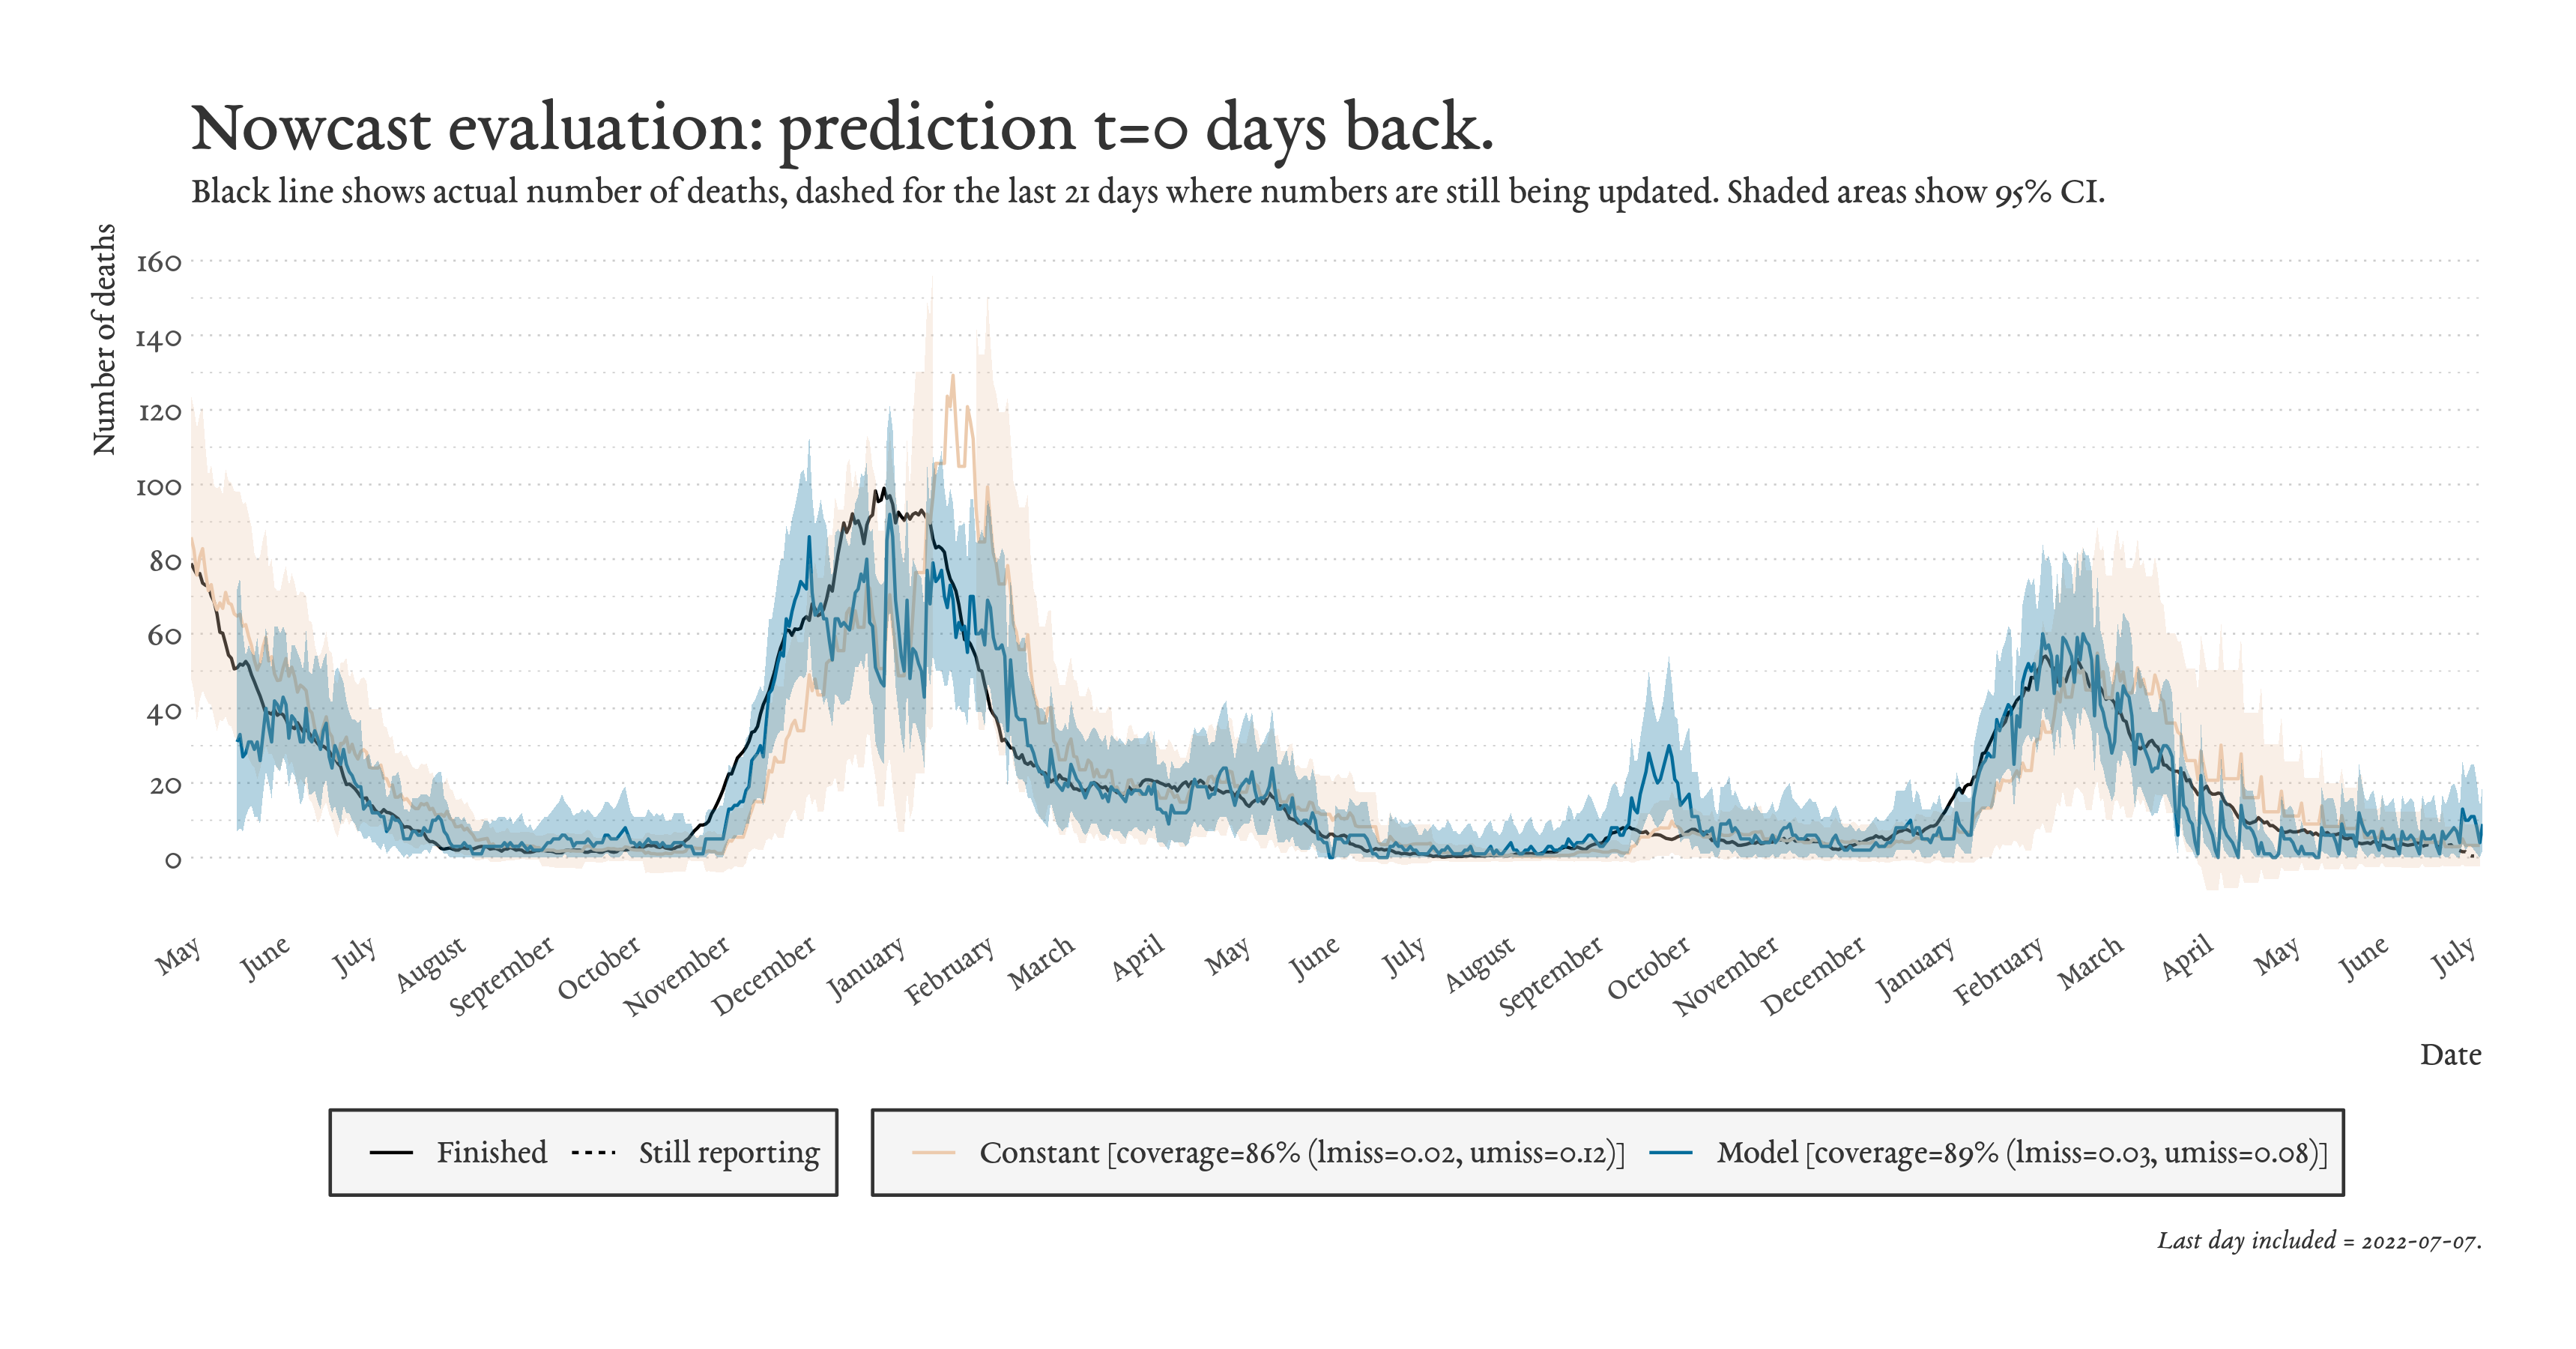 Nowcast evaluation: prediction t=0 days back.
Black line shows actual number of deaths, dashed for the last 21 days where numbers are still being updated. Shaded areas show 95% CI.
Number of deaths
160
140
120
100
80
60
40
20
0
May June July August September October November December January February March April May June July August September October November December January February March April May June July
Date
Finished Still reporting
Constant [coverage=86% (lmiss=0.02, umiss=0.12)] Model [coverage=89% (lmiss=0.03, umiss=0.08)]
Last day included = 2022-07-07.